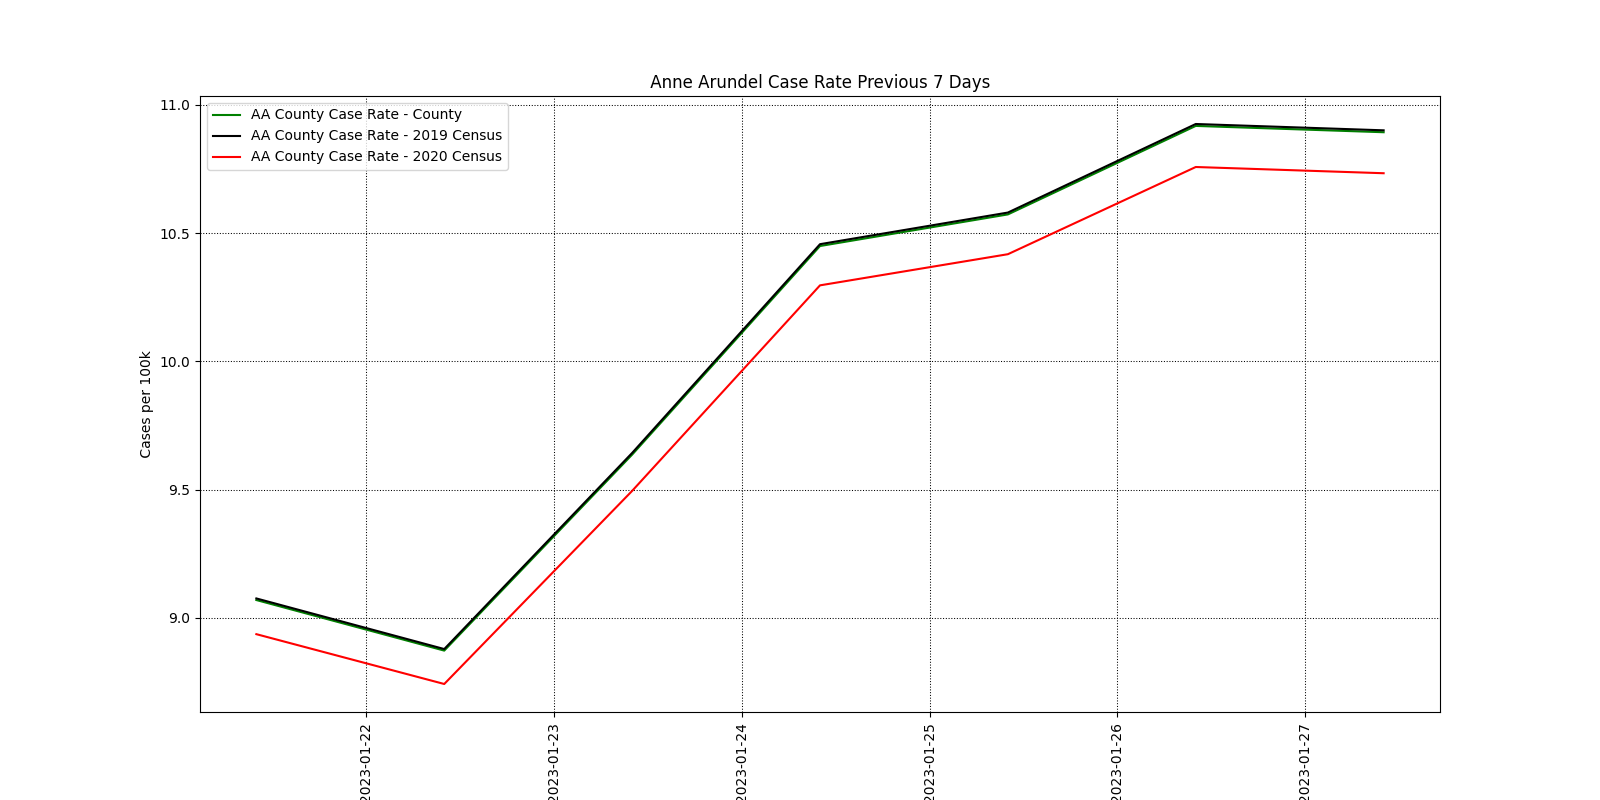 Anne Arundel Case Rate Previous 7 Days
AA County Case Rate - County
AA County Case Rate - 2019 Census
AA County Case Rate - 2020 Census
Cases per 100k
11.0
10.5
10.0
9.5
9.0
2023-01-22
2023-01-23
2023-01-24
2023-01-25
2023-01-26
2023-01-27